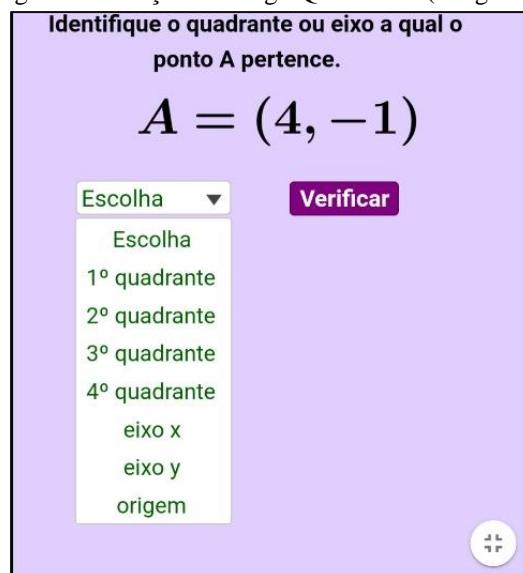 Identifique o quadrante ou eixo a qual o
ponto A pertence.
A = (4, −1)
Escolha ▼ Verificar
Escolha
1º quadrante
2º quadrante
3º quadrante
4º quadrante
eixo x
eixo y
origem